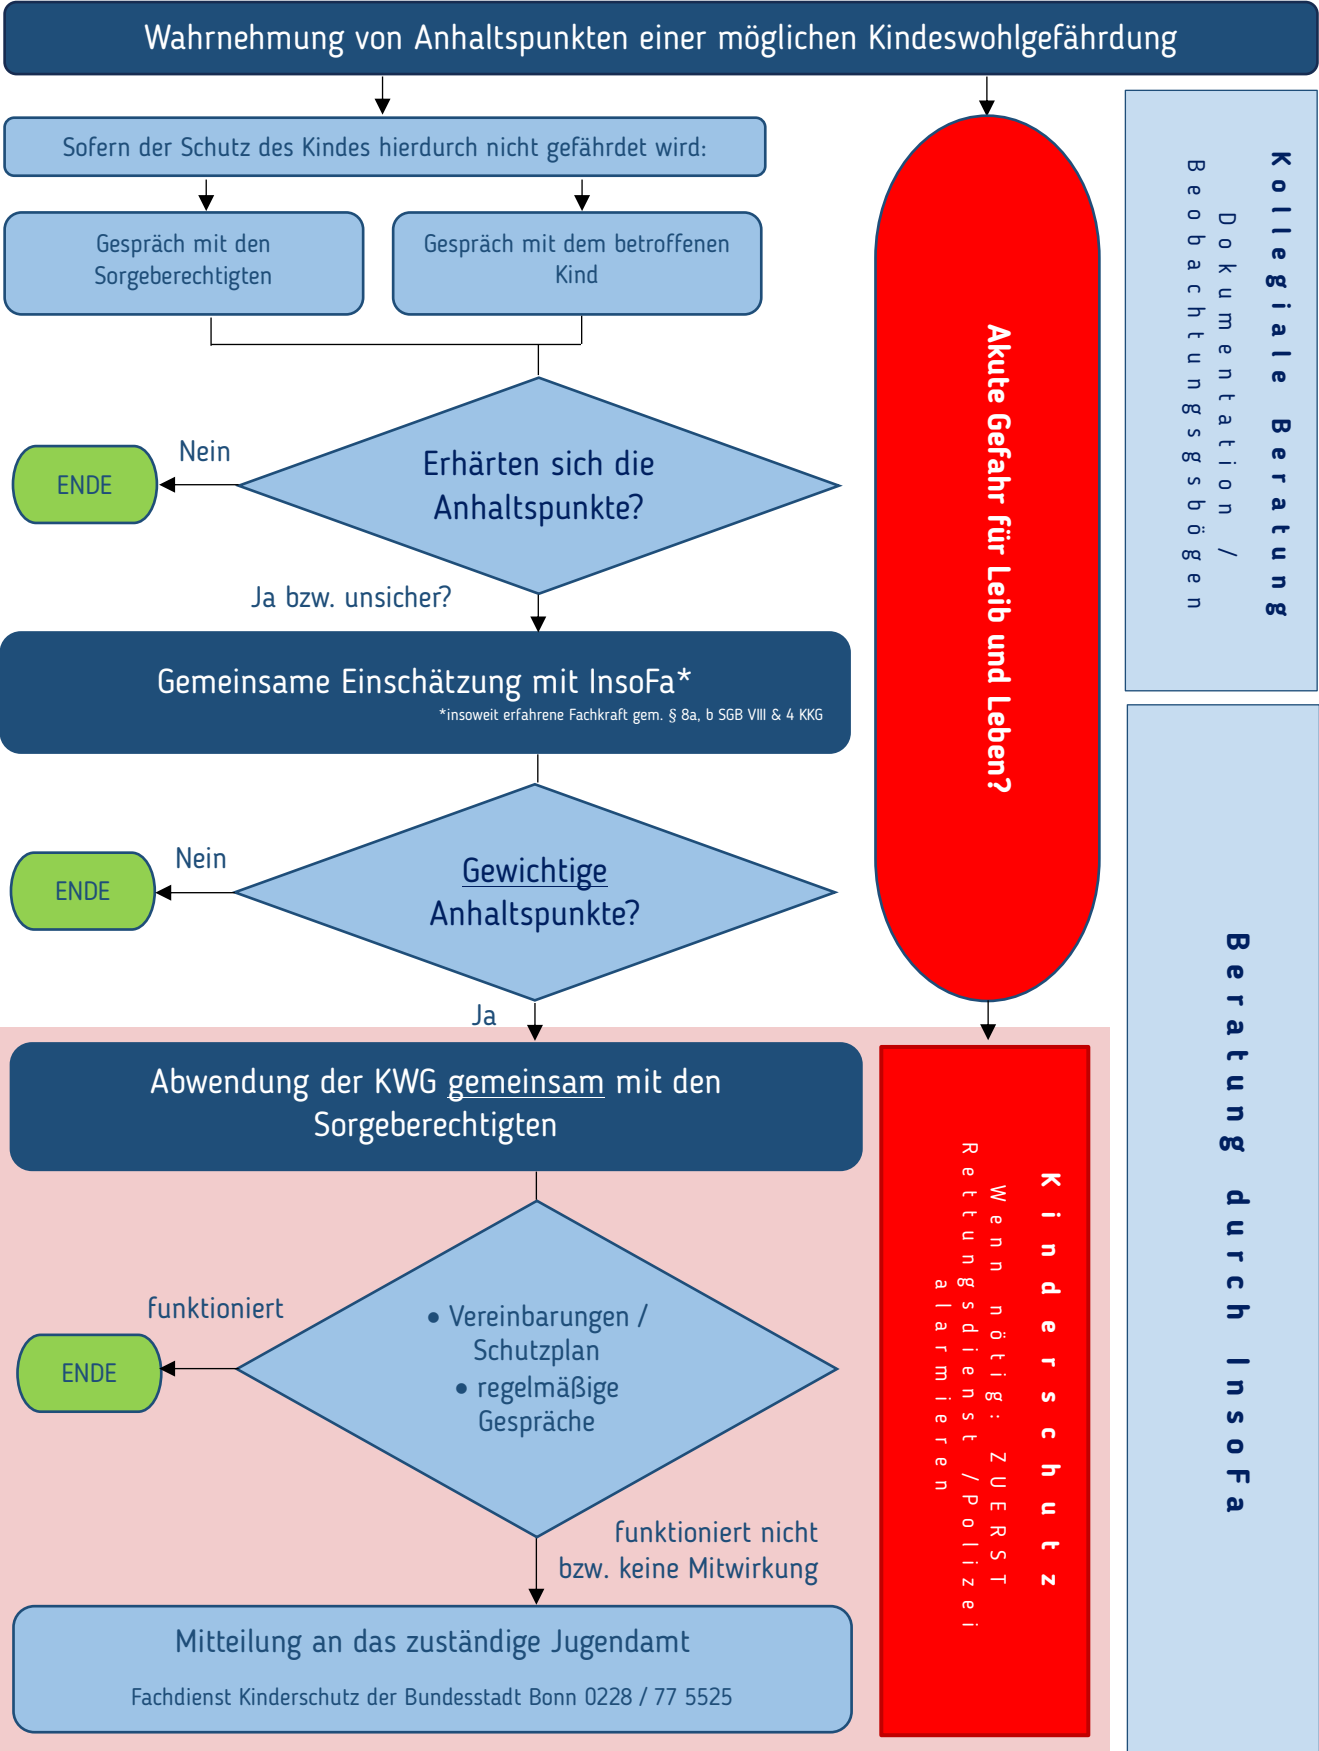 Wahrnehmung von Anhaltspunkten einer möglichen Kindeswohlgefährdung
Sofern der Schutz des Kindes hierdurch nicht gefährdet wird:
Gespräch mit den
Sorgeberechtigten
Gespräch mit dem betroffenen
Kind
Erhärten sich die
Anhaltspunkte?
Nein
ENDE
Ja bzw. unsicher?
Gemeinsame Einschätzung mit InsoFa*
*insoweit erfahrene Fachkraft gem. § 8a, b SGB VIII & 4 KKG
Gewichtige
Anhaltspunkte?
Nein
ENDE
Ja
Abwendung der KWG gemeinsam mit den
Sorgeberechtigten
• Vereinbarungen /
Schutzplan
• regelmäßige
Gespräche
funktioniert
ENDE
funktioniert nicht
bzw. keine Mitwirkung
Mitteilung an das zuständige Jugendamt
Fachdienst Kinderschutz der Bundesstadt Bonn 0228 / 77 5525
Akute Gefahr für Leib und Leben?
Kinderschutz
Wenn nötig: ZUERST
Rettungsdienst /Polizei
alarmieren
Kollegiale Beratung
Dokumentation /
Beobachtungsgsbögen
Beratung durch InsoFa